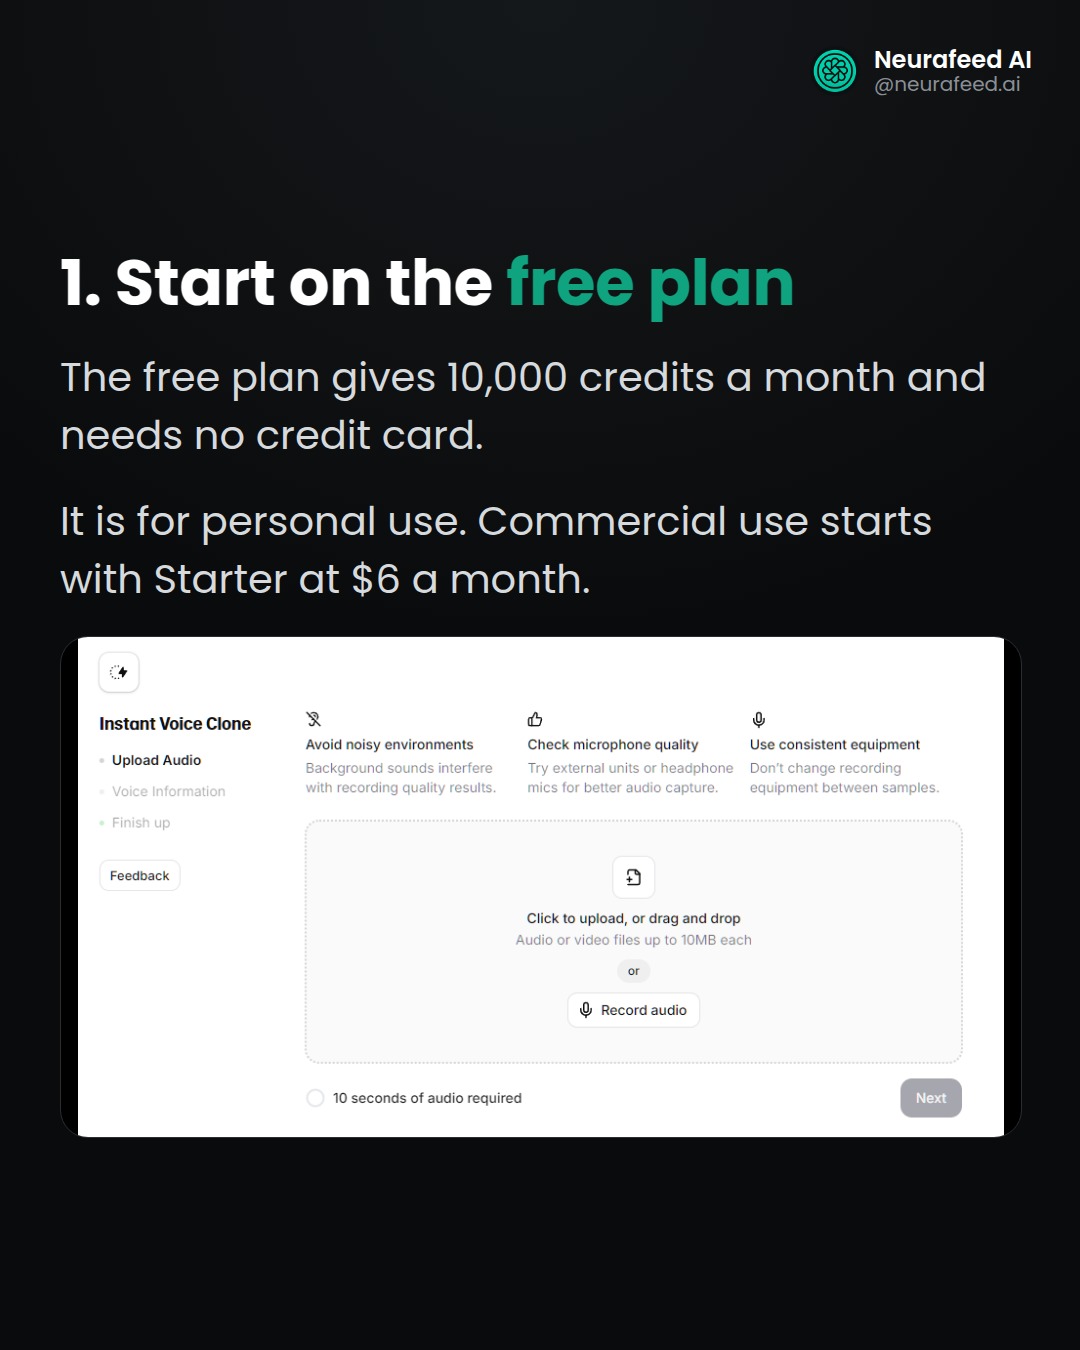 Neurafeed AI
@neurafeed.ai
1. Start on the free plan
The free plan gives 10,000 credits a month and
needs no credit card.
It is for personal use. Commercial use starts
with Starter at $6 a month.
Instant Voice Clone
Upload Audio
Voice Information
Finish up
Feedback
Avoid noisy environments
Background sounds interfere
with recording quality results.
Check microphone quality
Try external units or headphone
mics for better audio capture.
Use consistent equipment
Don't change recording
equipment between samples.
Click to upload, or drag and drop
Audio or video files up to 10MB each
or
Record audio
10 seconds of audio required
Next